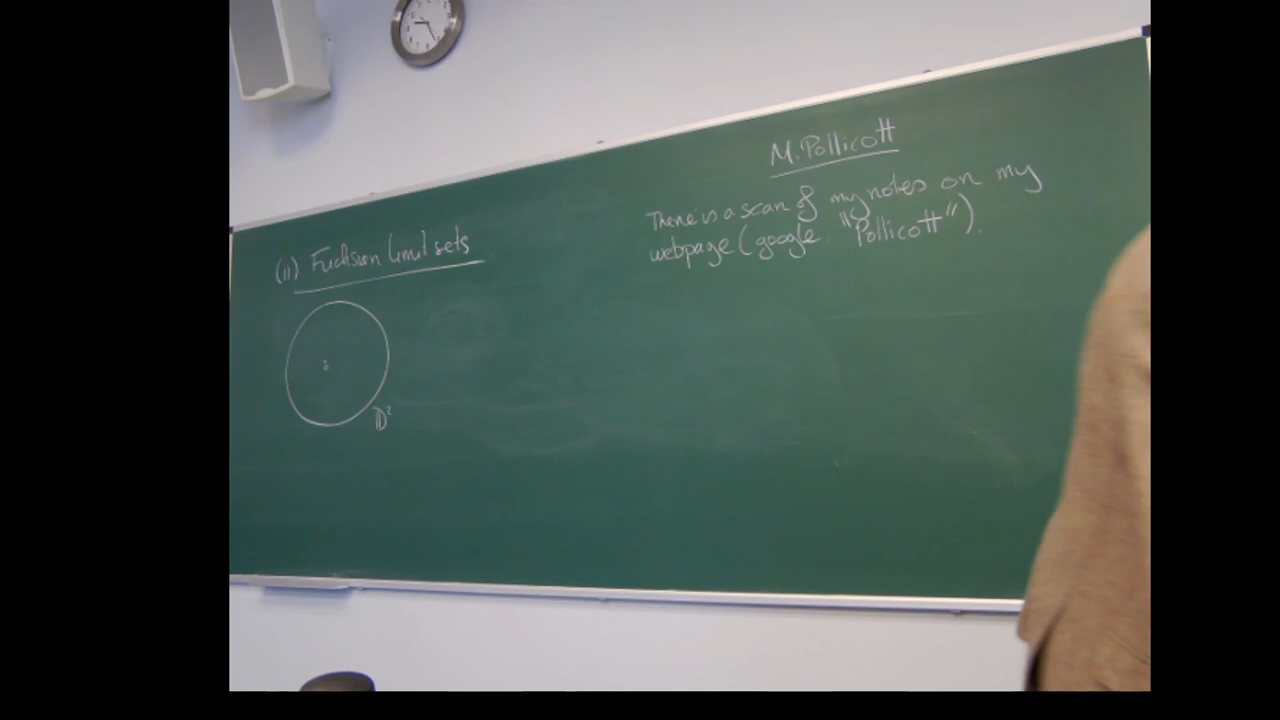 M. Pollicott
There is a scan of my notes on my
webpage (google "Pollicott").
(ii) Fuchsian limit sets
D²